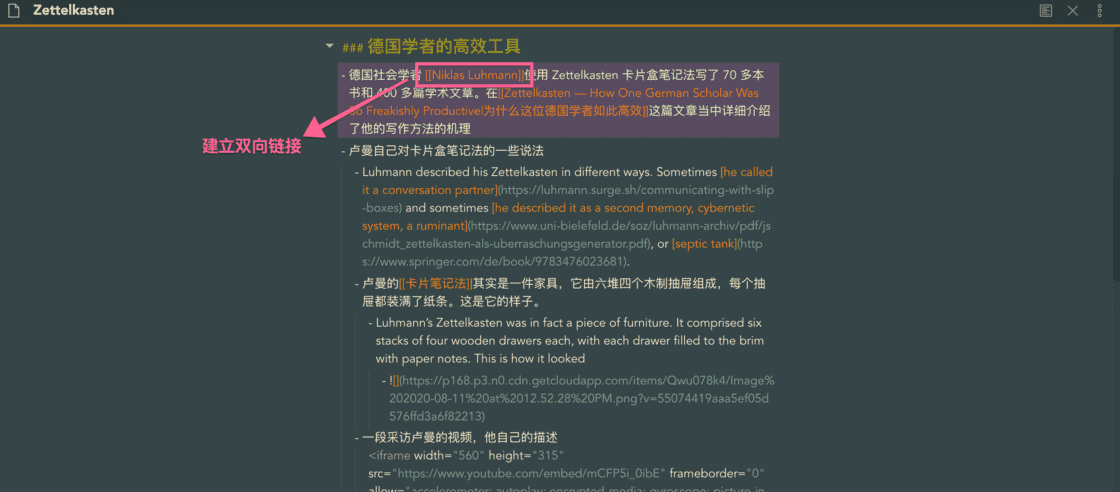 Zettelkasten
### 德国学者的高效工具
- 德国社会学者 [[Niklas Luhmann]]使用 Zettelkasten 卡片盒笔记法写了 70 多本
书和 400 多篇学术文章。在[[Zettelkasten — How One German Scholar Was
So Freakishly Productive|为什么这位德国学者如此高效]]这篇文章当中详细介绍
了他的写作方法的机理
建立双向链接
- 卢曼自己对卡片盒笔记法的一些说法
- Luhmann described his Zettelkasten in different ways. Sometimes [he called
it a conversation partner](https://luhmann.surge.sh/communicating-with-slip
-boxes) and sometimes [he described it as a second memory, cybernetic
system, a ruminant](https://www.uni-bielefeld.de/soz/luhmann-archiv/pdf/js
chmidt_zettelkasten-als-uberraschungsgenerator.pdf), or [septic tank](http
s://www.springer.com/de/book/9783476023681).
- 卢曼的[[卡片笔记法]]其实是一件家具，它由六堆四个木制抽屉组成，每个抽
屉都装满了纸条。这是它的样子。
- Luhmann's Zettelkasten was in fact a piece of furniture. It comprised six
stacks of four wooden drawers each, with each drawer filled to the brim
with paper notes. This is how it looked
- ![](https://p168.p3.n0.cdn.getcloudapp.com/items/Qwu078k4/Image%
202020-08-11%20at%2012.52.28%20PM.png?v=55074419aaa5ef05d
576ffd3a6f82213)
- 一段采访卢曼的视频，他自己的描述
<iframe width="560" height="315"
src="https://www.youtube.com/embed/mCFP5i_0ibE" frameborder="0"
allow="accelerometer; autoplay; encrypted-media; gyroscope; picture-in